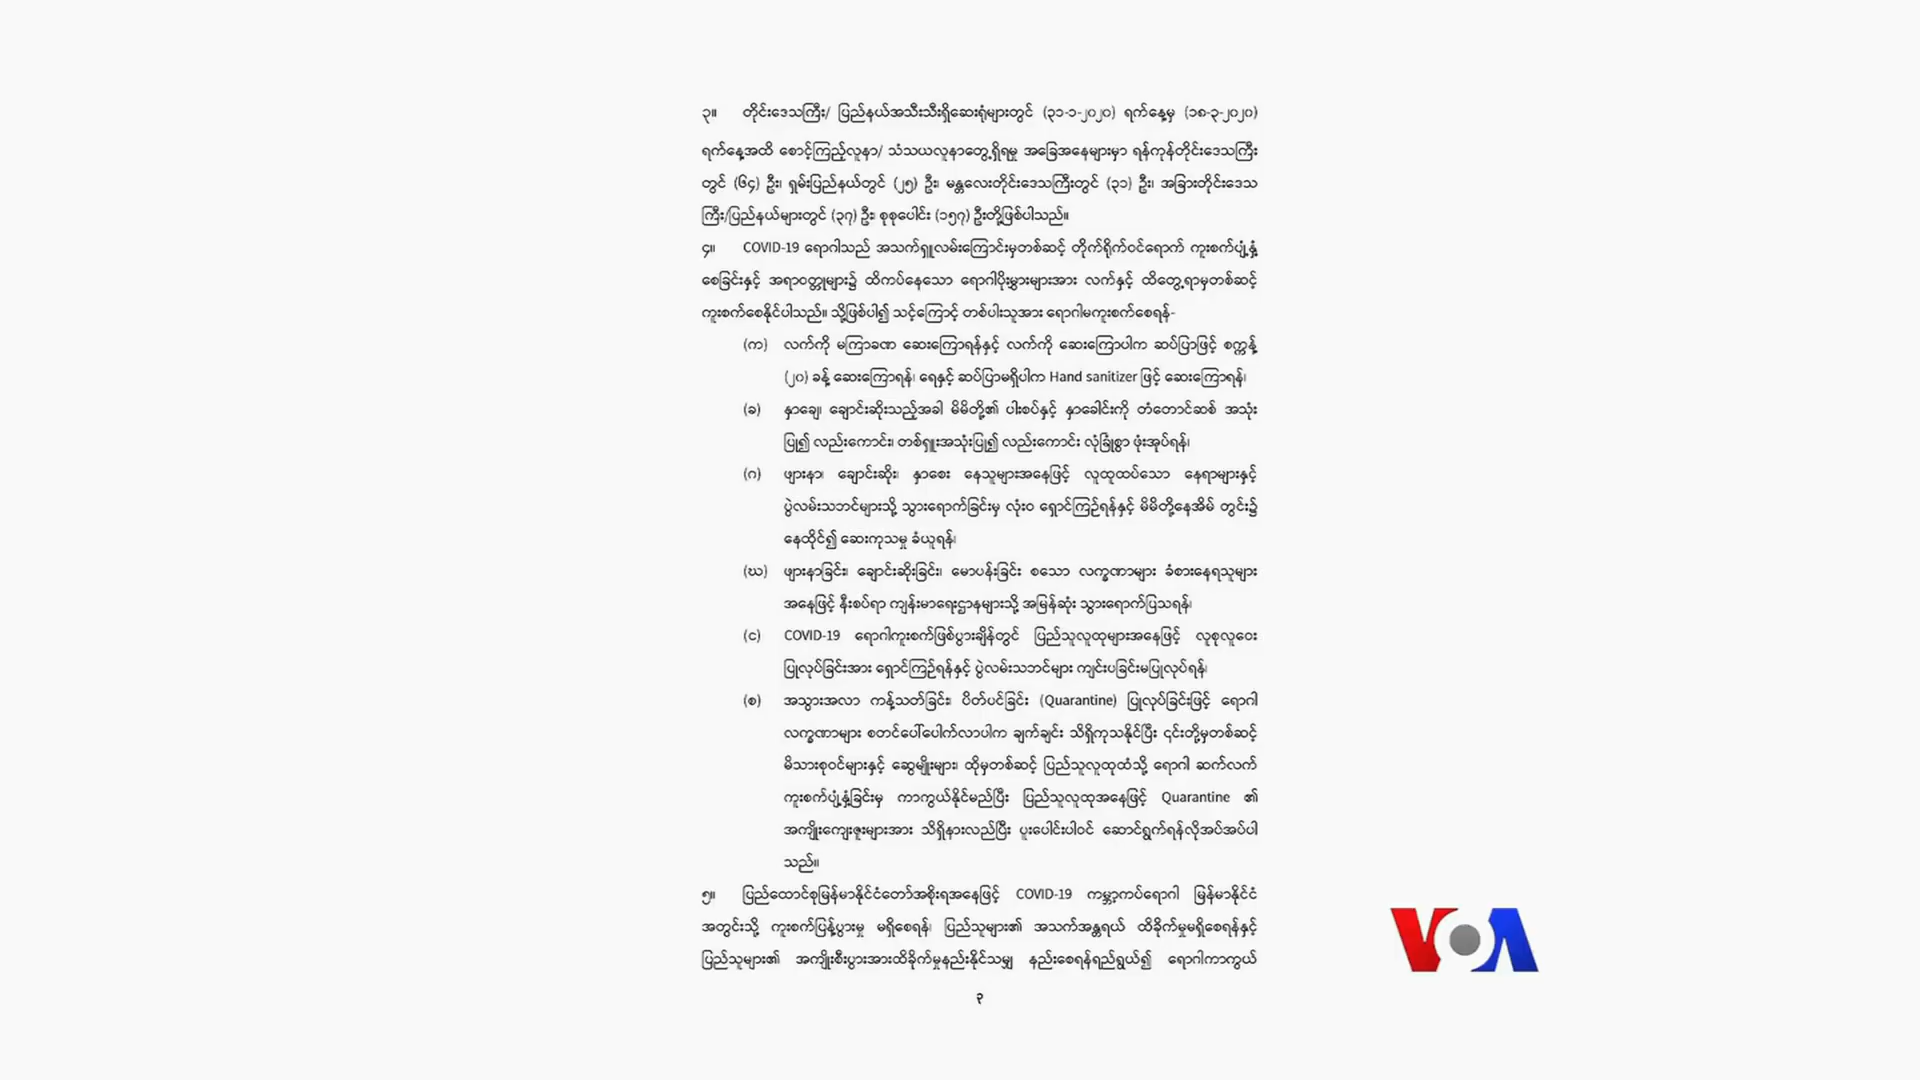 ၃။ တိုင်းဒေသကြီး/ ပြည်နယ်အသီးသီးရှိဆေးရုံများတွင် (၃၁-၁-၂၀၂၀) ရက်နေ့မှ (၁၈-၃-၂၀၂၀)
ရက်နေ့အထိ စောင့်ကြည့်လူနာ/ သံသယလူနာတွေ့ရှိရမှု အခြေအနေများမှာ ရန်ကုန်တိုင်းဒေသကြီး
တွင် (၆၄) ဦး၊ ရှမ်းပြည်နယ်တွင် (၂၅) ဦး၊ မန္တလေးတိုင်းဒေသကြီးတွင် (၃၁) ဦး၊ အခြားတိုင်းဒေသ
ကြီး/ပြည်နယ်များတွင် (၃၇) ဦး၊ စုစုပေါင်း (၁၅၇) ဦးတို့ဖြစ်ပါသည်။
၄။ COVID-19 ရောဂါသည် အသက်ရှူလမ်းကြောင်းမှတစ်ဆင့် တိုက်ရိုက်ဝင်ရောက် ကူးစက်ပျံ့နှံ့
စေခြင်းနှင့် အရာဝတ္ထုများ၌ ထိကပ်နေသော ရောဂါပိုးမွှားများအား လက်နှင့် ထိတွေ့ရာမှတစ်ဆင့်
ကူးစက်စေနိုင်ပါသည်။ သို့ဖြစ်ပါ၍ သင့်ကြောင့် တစ်ပါးသူအား ရောဂါမကူးစက်စေရန်-
(က) လက်ကို မကြာခဏ ဆေးကြောရန်နှင့် လက်ကို ဆေးကြောပါက ဆပ်ပြာဖြင့် စက္ကန့်
(၂၀) ခန့် ဆေးကြောရန်၊ ရေနှင့် ဆပ်ပြာမရှိပါက Hand sanitizer ဖြင့် ဆေးကြောရန်၊
(ခ) နှာချေ၊ ချောင်းဆိုးသည့်အခါ မိမိတို့၏ ပါးစပ်နှင့် နှာခေါင်းကို တံတောင်ဆစ် အသုံး
ပြု၍ လည်းကောင်း၊ တစ်ရှူးအသုံးပြု၍ လည်းကောင်း လုံခြုံစွာ ဖုံးအုပ်ရန်၊
(ဂ) ဖျားနာ၊ ချောင်းဆိုး၊ နှာစေး နေသူများအနေဖြင့် လူထူထပ်သော နေရာများနှင့်
ပွဲလမ်းသဘင်များသို့ သွားရောက်ခြင်းမှ လုံးဝ ရှောင်ကြဉ်ရန်နှင့် မိမိတို့နေအိမ် တွင်း၌
နေထိုင်၍ ဆေးကုသမှု ခံယူရန်၊
(ဃ) ဖျားနာခြင်း၊ ချောင်းဆိုးခြင်း၊ မောပန်းခြင်း စသော လက္ခဏာများ ခံစားနေရသူများ
အနေဖြင့် နီးစပ်ရာ ကျန်းမာရေးဌာနများသို့ အမြန်ဆုံး သွားရောက်ပြသရန်၊
(င) COVID-19 ရောဂါကူးစက်ဖြစ်ပွားချိန်တွင် ပြည်သူလူထုများအနေဖြင့် လူစုလူဝေး
ပြုလုပ်ခြင်းအား ရှောင်ကြဉ်ရန်နှင့် ပွဲလမ်းသဘင်များ ကျင်းပခြင်းမပြုလုပ်ရန်၊
(စ) အသွားအလာ ကန့်သတ်ခြင်း၊ ပိတ်ပင်ခြင်း (Quarantine) ပြုလုပ်ခြင်းဖြင့် ရောဂါ
လက္ခဏာများ စတင်ပေါ်ပေါက်လာပါက ချက်ချင်း သိရှိကုသနိုင်ပြီး ၎င်းတို့မှတစ်ဆင့်
မိသားစုဝင်များနှင့် ဆွေမျိုးများ၊ ထိုမှတစ်ဆင့် ပြည်သူလူထုထံသို့ ရောဂါ ဆက်လက်
ကူးစက်ပျံ့နှံ့ခြင်းမှ ကာကွယ်နိုင်မည်ပြီး ပြည်သူလူထုအနေဖြင့် Quarantine ၏
အကျိုးကျေးဇူးများအား သိရှိနားလည်ပြီး ပူးပေါင်းပါဝင် ဆောင်ရွက်ရန်လိုအပ်အပ်ပါ
သည်။
၅။ ပြည်ထောင်စုမြန်မာနိုင်ငံတော်အစိုးရအနေဖြင့် COVID-19 ကမ္ဘာ့ကပ်ရောဂါ မြန်မာနိုင်ငံ
အတွင်းသို့ ကူးစက်ပြန့်ပွားမှု မရှိစေရန်၊ ပြည်သူများ၏ အသက်အန္တရယ် ထိခိုက်မှုမရှိစေရန်နှင့်
ပြည်သူများ၏ အကျိုးစီးပွားအားထိခိုက်မှုနည်းနိုင်သမျှ နည်းစေရန်ရည်ရွယ်၍ ရောဂါကာကွယ်
၃
VOA